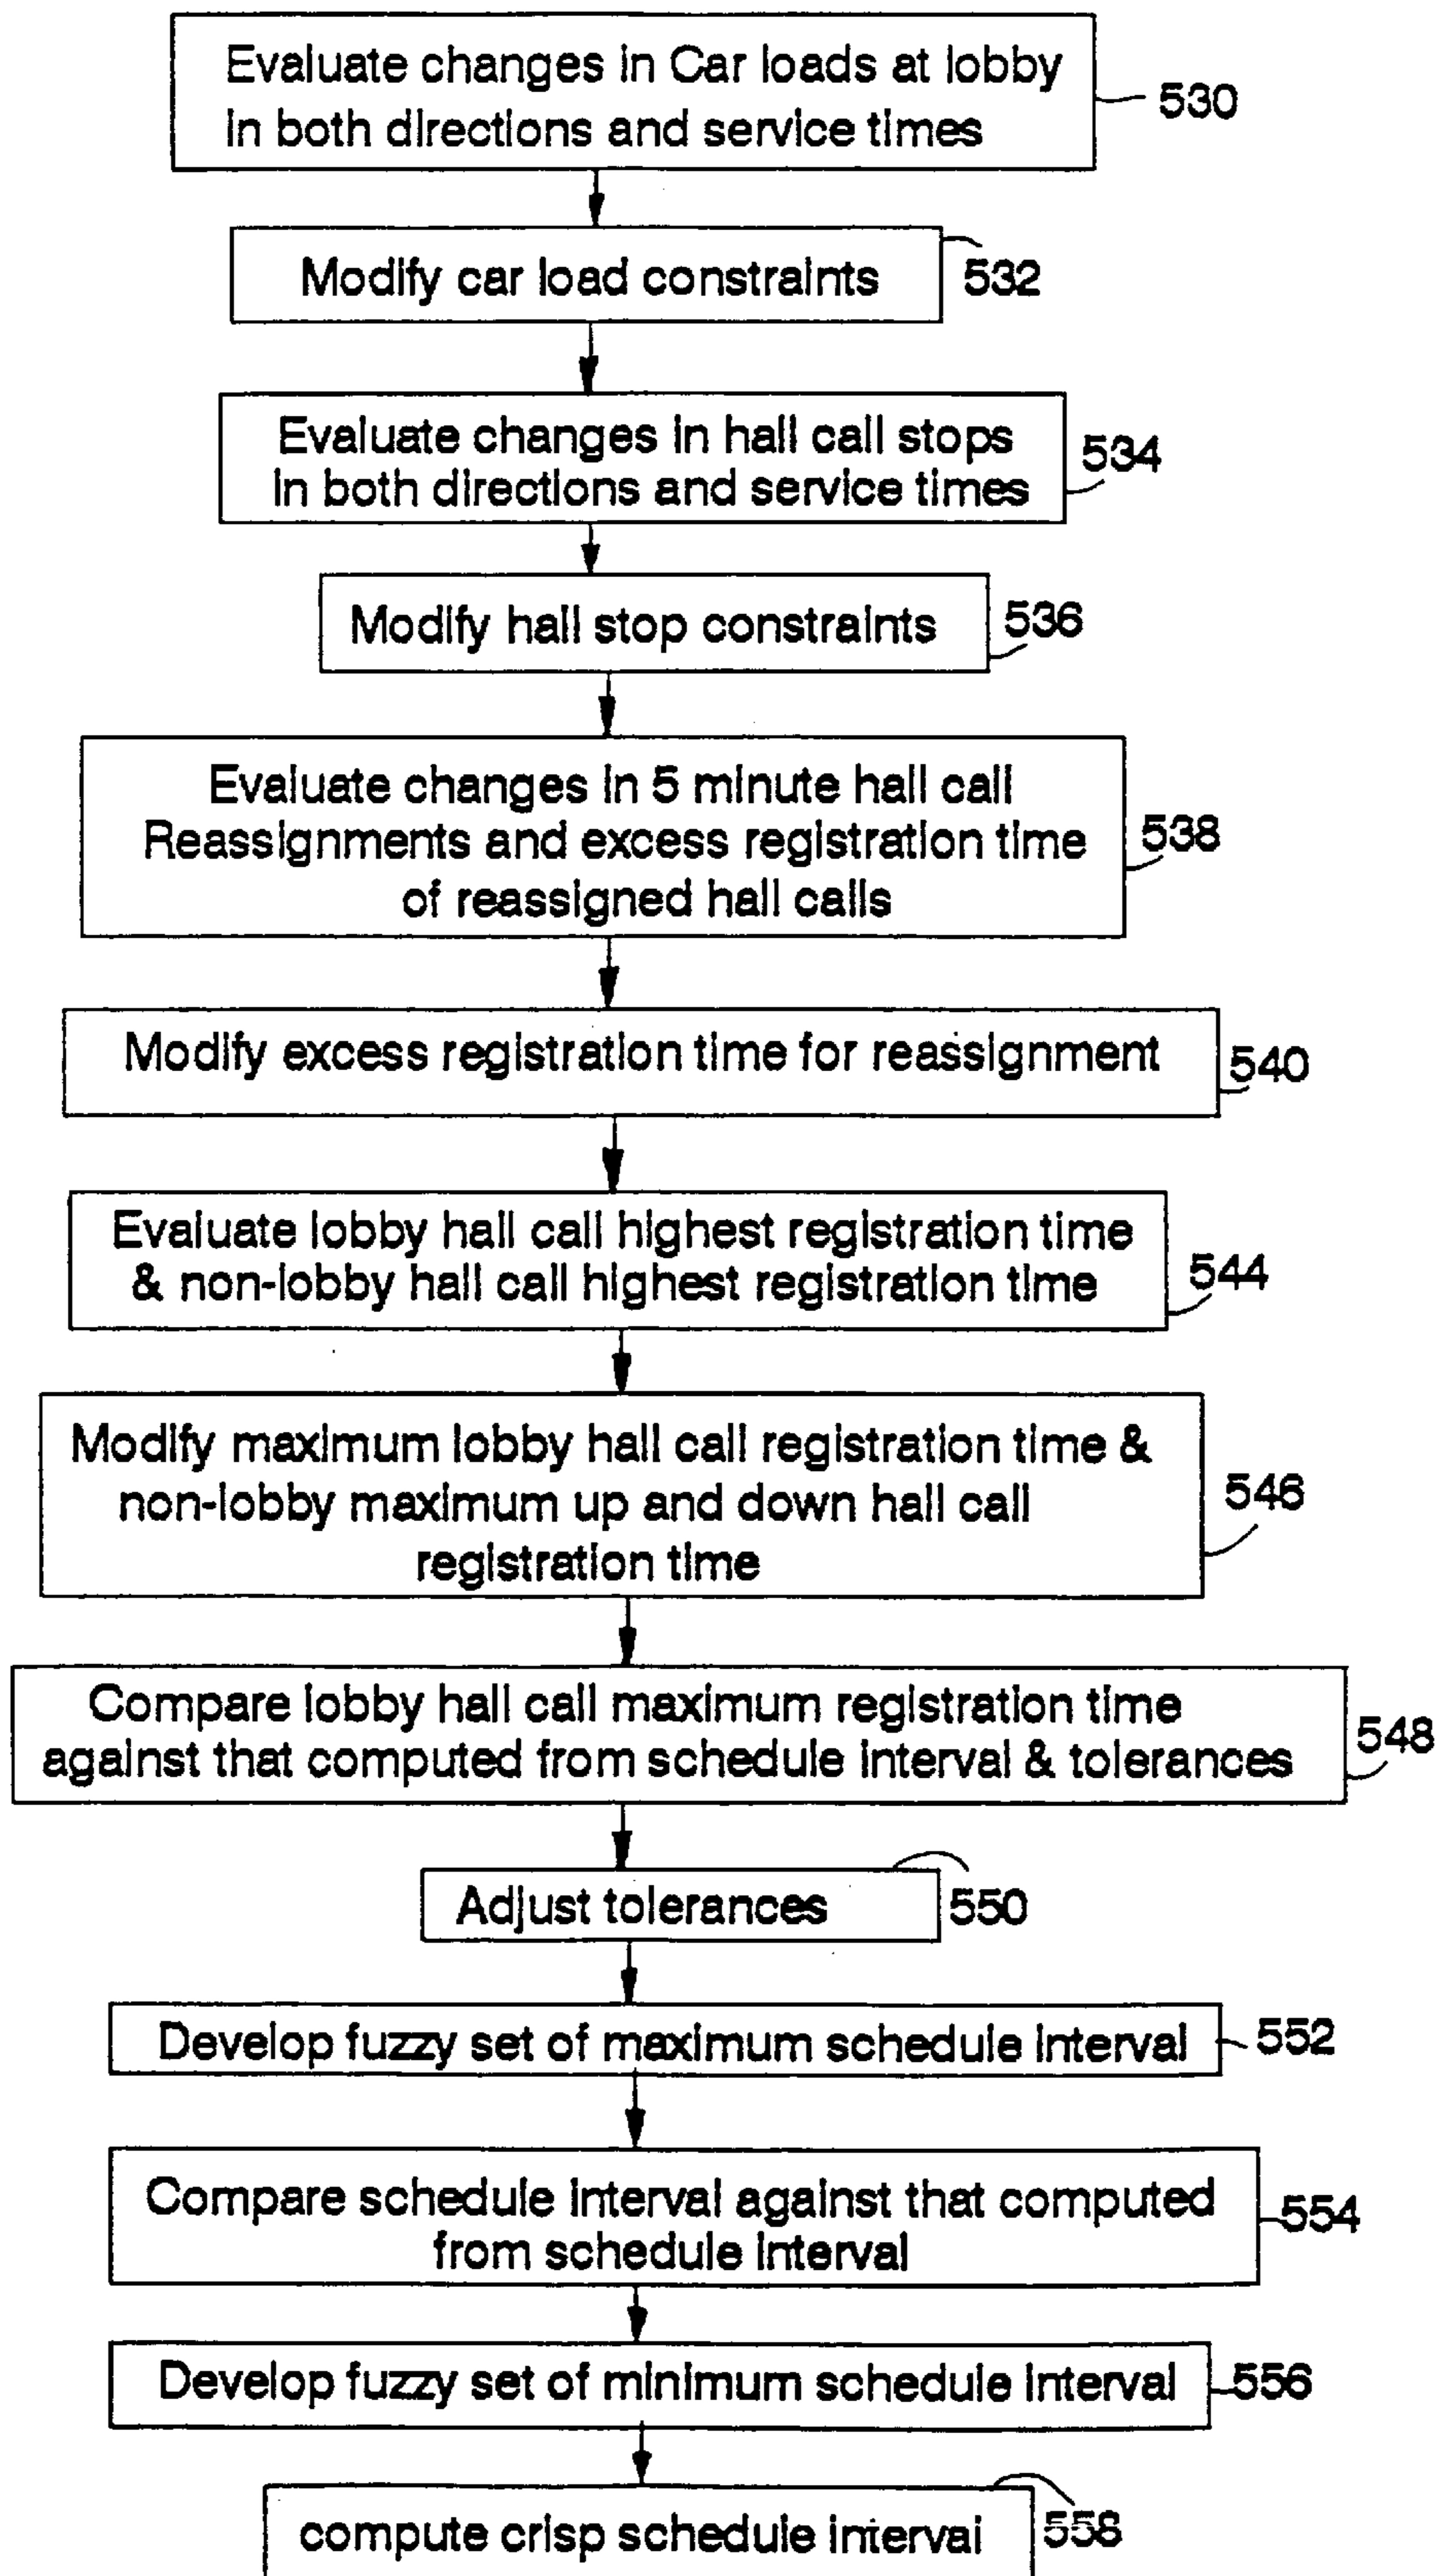 Evaluate changes in Car loads at lobby
in both directions and service times
530
Modify car load constraints
532
Evaluate changes in hall call stops
in both directions and service times
534
Modify hall stop constraints
536
Evaluate changes in 5 minute hall call
Reassignments and excess registration time
of reassigned hall calls
538
Modify excess registration time for reassignment
540
Evaluate lobby hall call highest registration time
& non-lobby hall call highest registration time
544
Modify maximum lobby hall call registration time &
non-lobby maximum up and down hall call
registration time
546
Compare lobby hall call maximum registration time
against that computed from schedule interval & tolerances
548
Adjust tolerances
550
Develop fuzzy set of maximum schedule interval
552
Compare schedule interval against that computed
from schedule interval
554
Develop fuzzy set of minimum schedule interval
556
compute crisp schedule interval
558